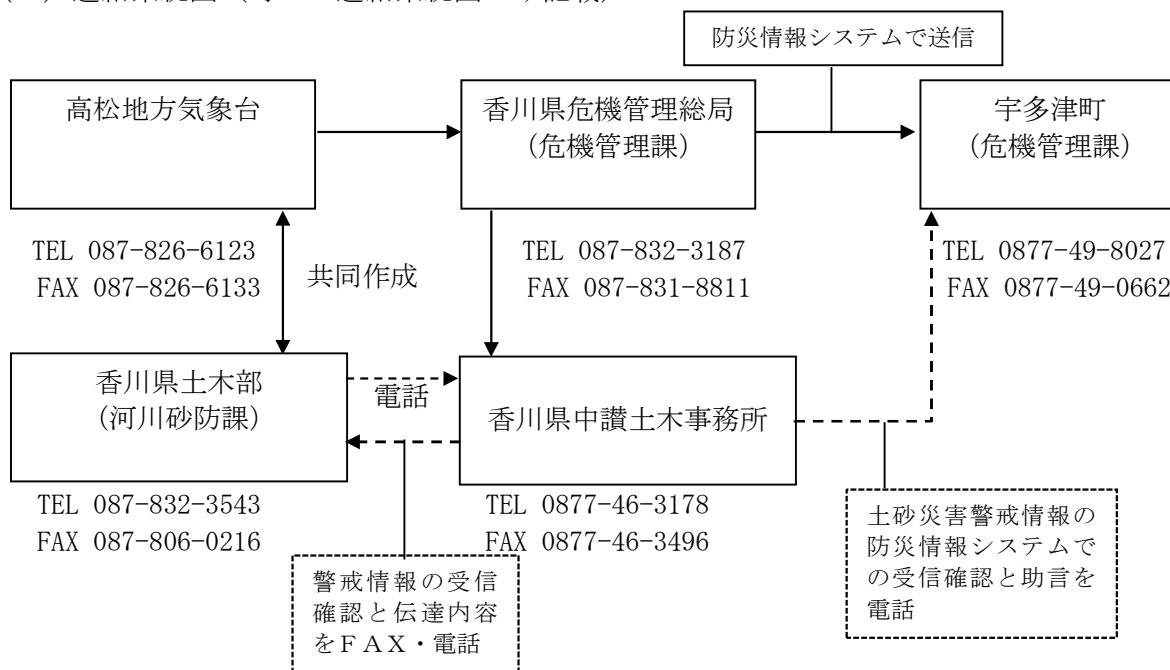 防災情報システムで送信
高松地方気象台
香川県危機管理総局
(危機管理課)
宇多津町
(危機管理課)
TEL 087-826-6123
FAX 087-826-6133
共同作成
TEL 087-832-3187
FAX 087-831-8811
TEL 0877-49-8027
FAX 0877-49-0662
香川県土木部
(河川砂防課)
電話
香川県中讃土木事務所
TEL 087-832-3543
FAX 087-806-0216
TEL 0877-46-3178
FAX 0877-46-3496
警戒情報の受信
確認と伝達内容
をＦＡＸ・電話
土砂災害警戒情報の
防災情報システムで
の受信確認と助言を
電話